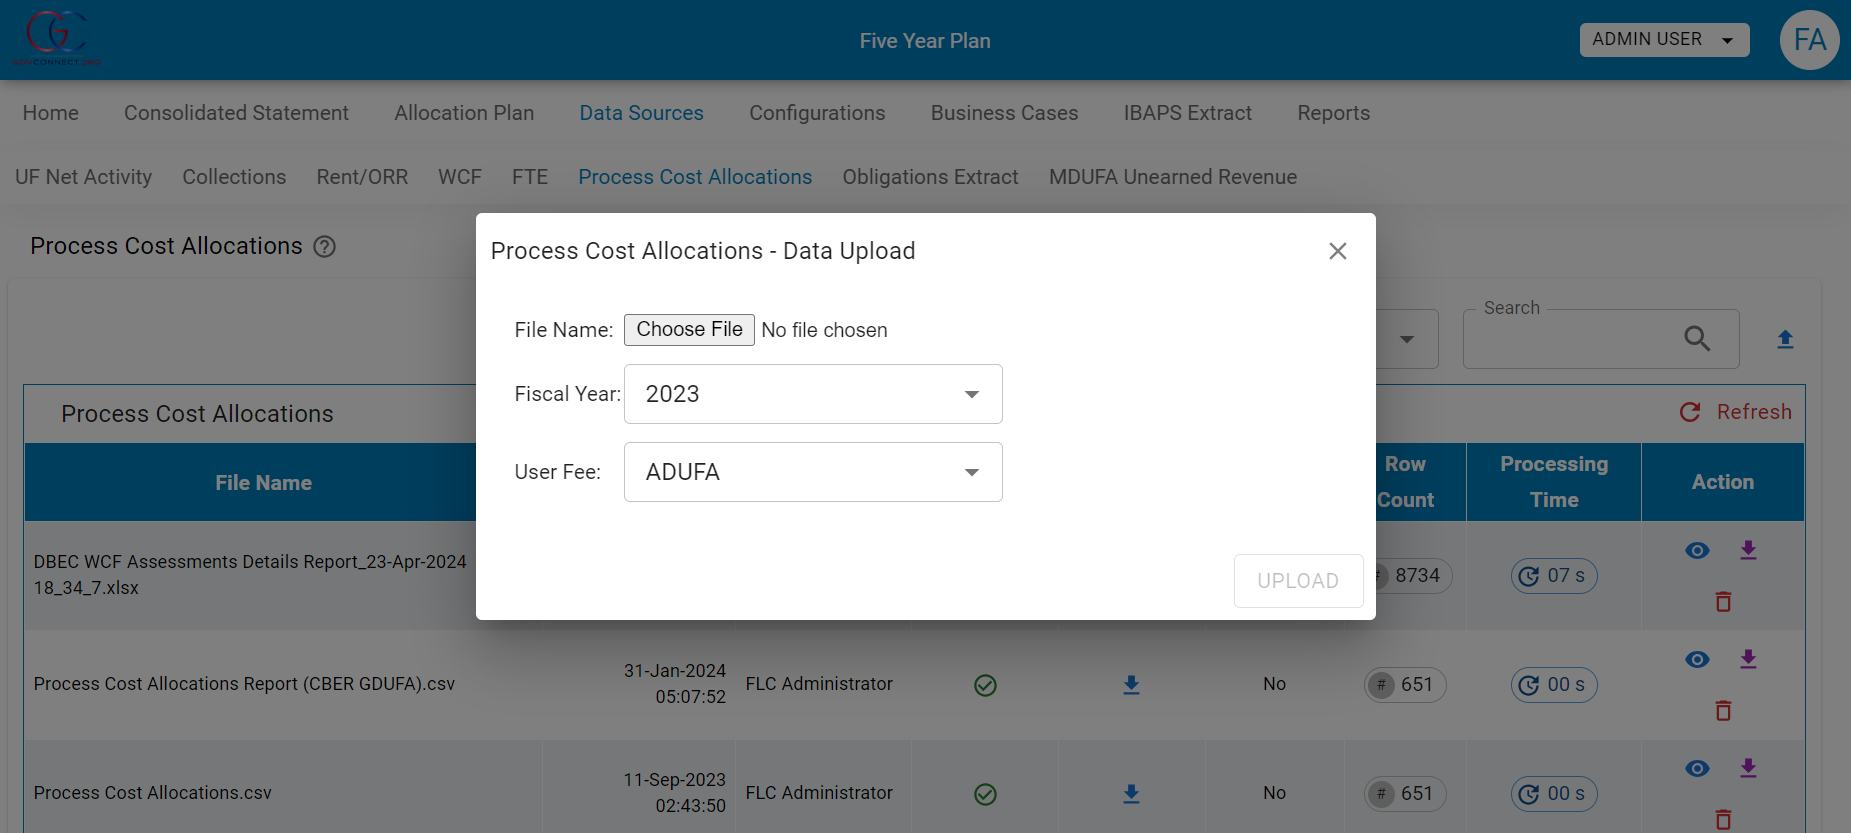 GOVCONNECT.PRO
Five Year Plan
ADMIN USER
FA
Home Consolidated Statement Allocation Plan Data Sources Configurations Business Cases IBAPS Extract Reports
UF Net Activity Collections Rent/ORR WCF FTE Process Cost Allocations Obligations Extract MDUFA Unearned Revenue
Process Cost Allocations ?
Process Cost Allocations - Data Upload
File Name: Choose File No file chosen
Fiscal Year: 2023
User Fee: ADUFA
UPLOAD
Search
Process Cost Allocations
Refresh
File Name Row Count Processing Time Action
DBEC WCF Assessments Details Report_23-Apr-2024
18_34_7.xlsx
# 8734 07 s
Process Cost Allocations Report (CBER GDUFA).csv 31-Jan-2024
05:07:52 FLC Administrator No # 651 00 s
Process Cost Allocations.csv 11-Sep-2023
02:43:50 FLC Administrator No # 651 00 s